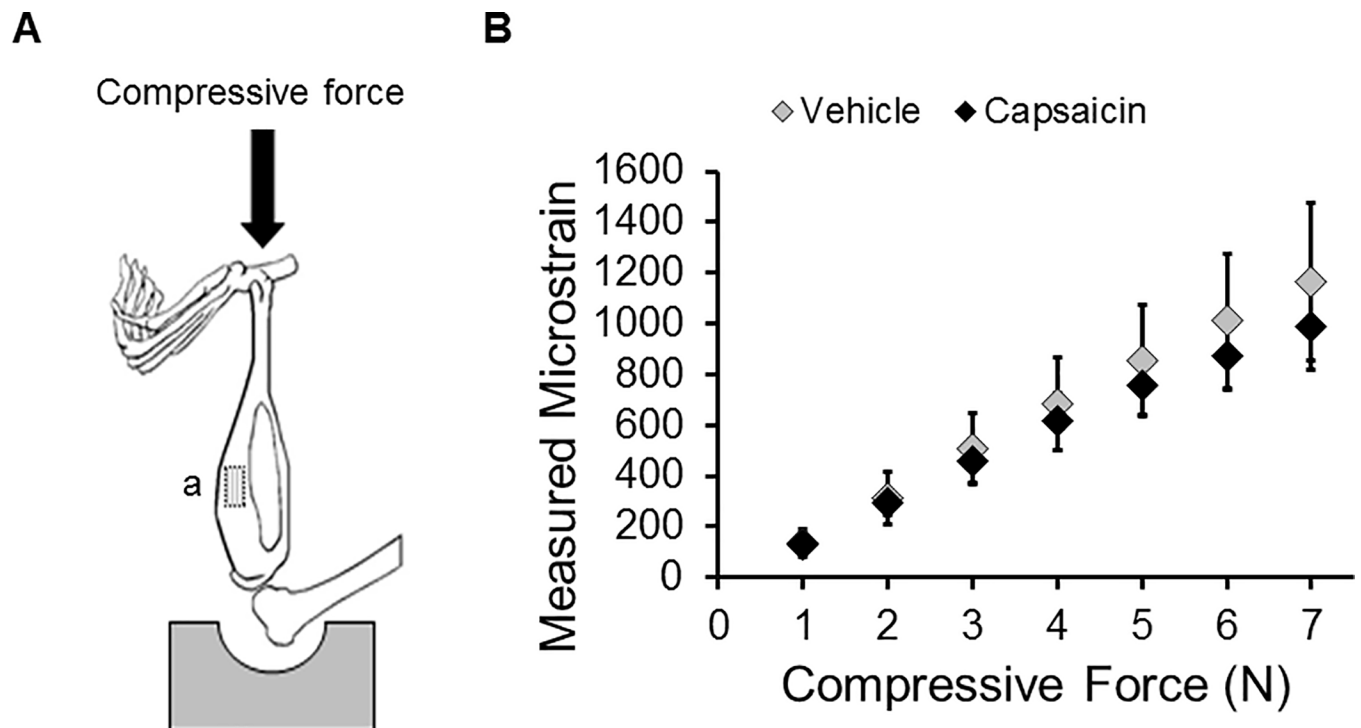 A
Compressive force
a
B
Vehicle Capsaicin
Measured Microstrain
1600
1400
1200
1000
800
600
400
200
0
0 1 2 3 4 5 6 7
Compressive Force (N)